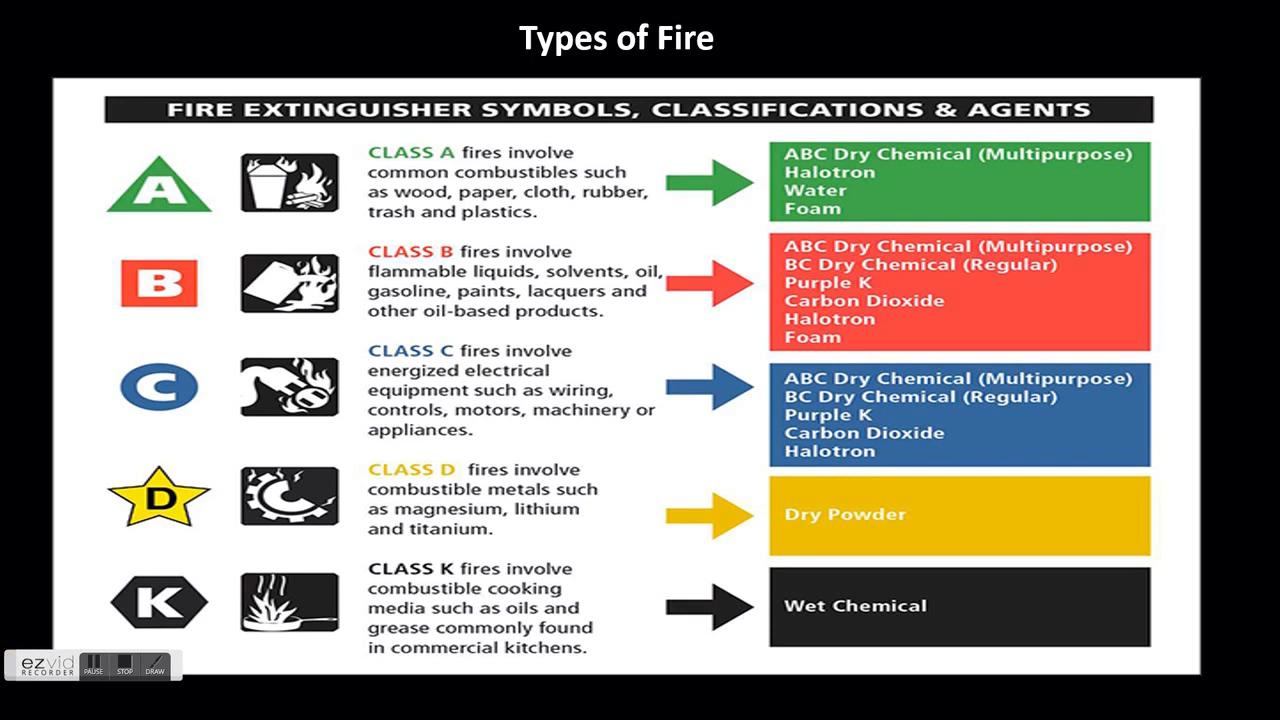 Types of Fire
FIRE EXTINGUISHER SYMBOLS, CLASSIFICATIONS & AGENTS
A
CLASS A fires involve
common combustibles such
as wood, paper, cloth, rubber,
trash and plastics.
ABC Dry Chemical (Multipurpose)
Halotron
Water
Foam
B
CLASS B fires involve
flammable liquids, solvents, oil,
gasoline, paints, lacquers and
other oil-based products.
ABC Dry Chemical (Multipurpose)
BC Dry Chemical (Regular)
Purple K
Carbon Dioxide
Halotron
Foam
C
CLASS C fires involve
energized electrical
equipment such as wiring,
controls, motors, machinery or
appliances.
ABC Dry Chemical (Multipurpose)
BC Dry Chemical (Regular)
Purple K
Carbon Dioxide
Halotron
D
CLASS D fires involve
combustible metals such
as magnesium, lithium
and titanium.
Dry Powder
K
CLASS K fires involve
combustible cooking
media such as oils and
grease commonly found
in commercial kitchens.
Wet Chemical
ezvid
RECORDER
PAUSE
STOP
DRAW